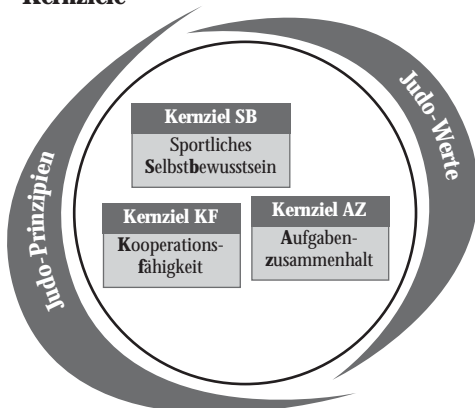 Kernziele
Judo-Werte
Kernziel SB
Sportliches
Selbstbewusstsein
Judo-Prinzipien
Kernziel KF
Kooperations-
fähigkeit
Kernziel AZ
Aufgaben-
zusammenhalt